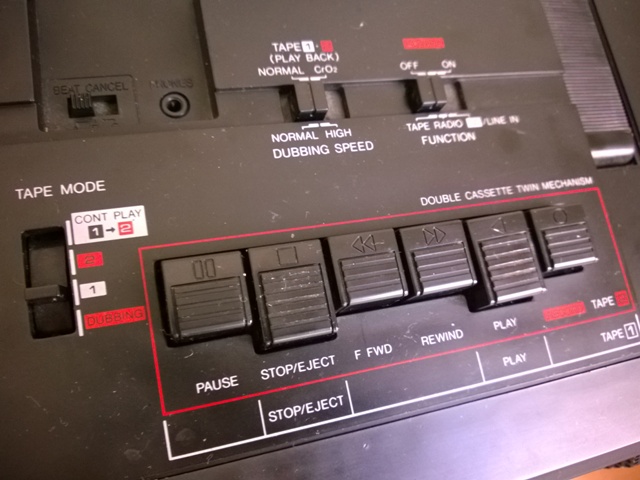 TAPE 1 · 2
(PLAY BACK)
NORMAL CrO₂
OFF ON
BEAT CANCEL
NORMAL HIGH
DUBBING SPEED
TAPE RADIO /LINE IN
FUNCTION
TAPE MODE
CONT PLAY
1 → 2
2
1
DUBBING
DOUBLE CASSETTE TWIN MECHANISM
PAUSE
STOP/EJECT
F FWD
REWIND
PLAY
TAPE 2
STOP/EJECT
PLAY
TAPE 1